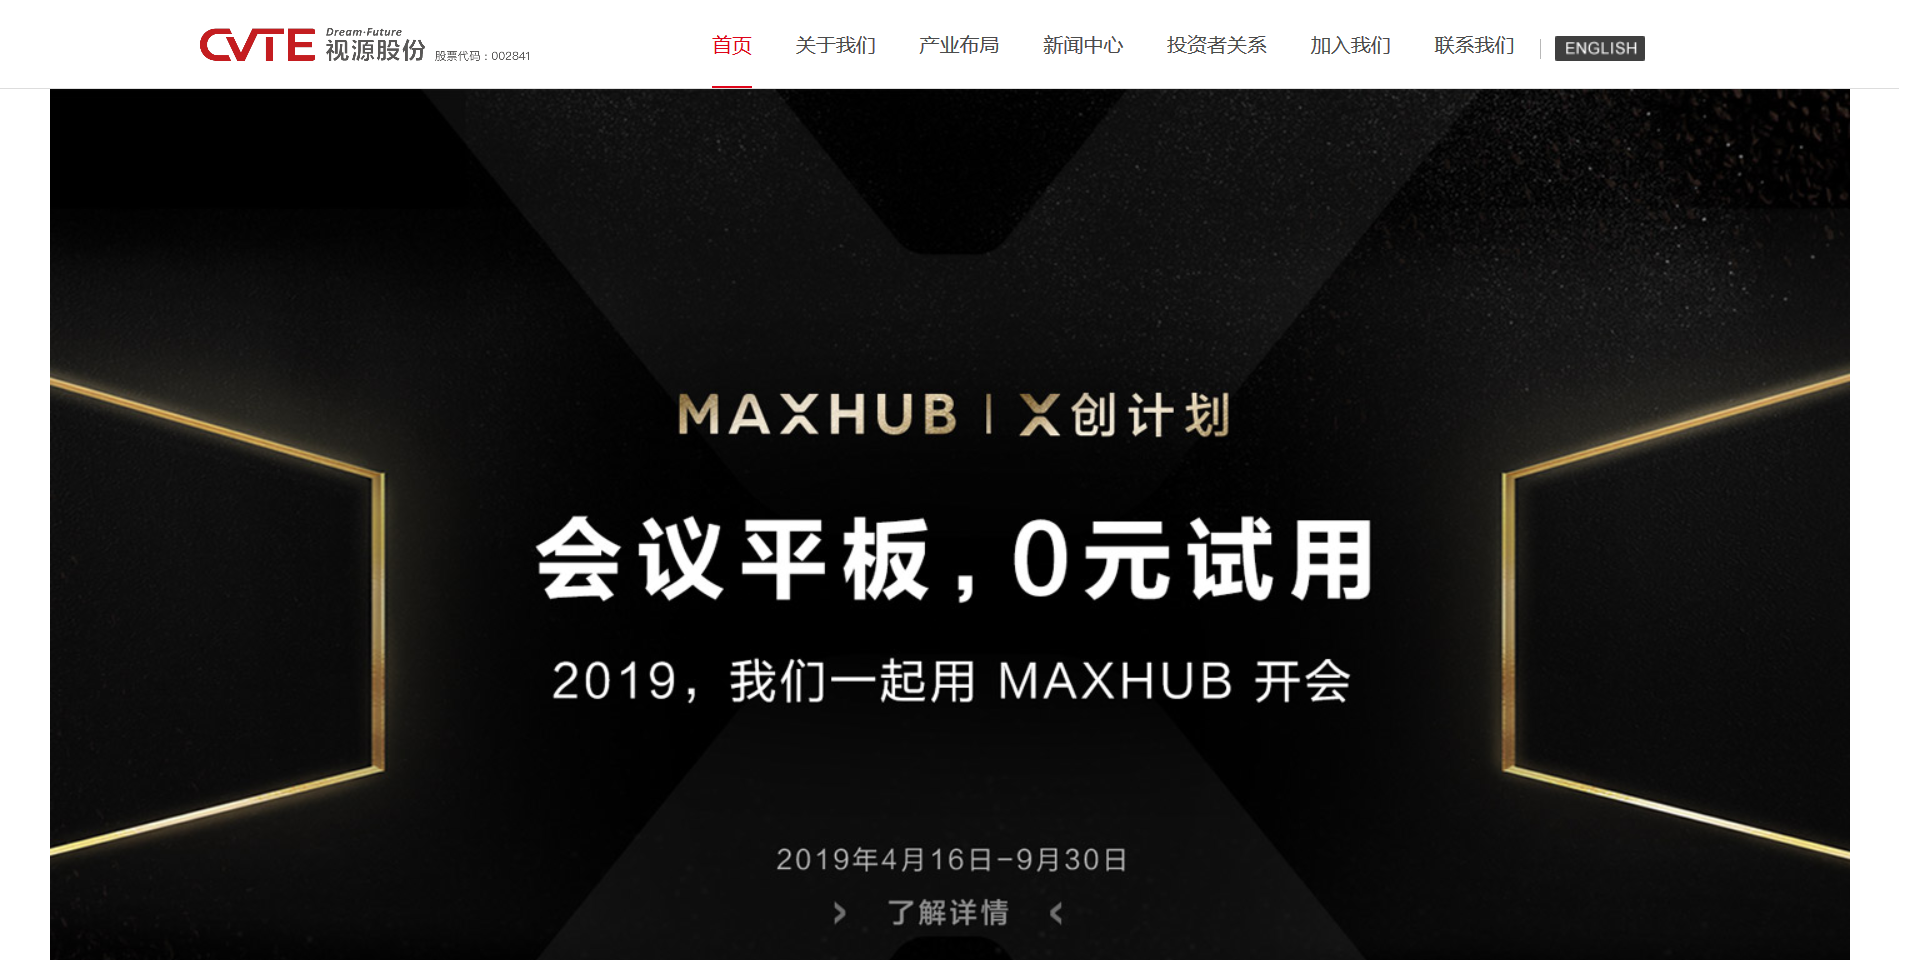 CVTE Dream·Future
视源股份 股票代码：002841
首页 关于我们 产业布局 新闻中心 投资者关系 加入我们 联系我们 ENGLISH
MAXHUB | X创计划
会议平板，0元试用
2019，我们一起用 MAXHUB 开会
2019年4月16日-9月30日
› 了解详情 ‹